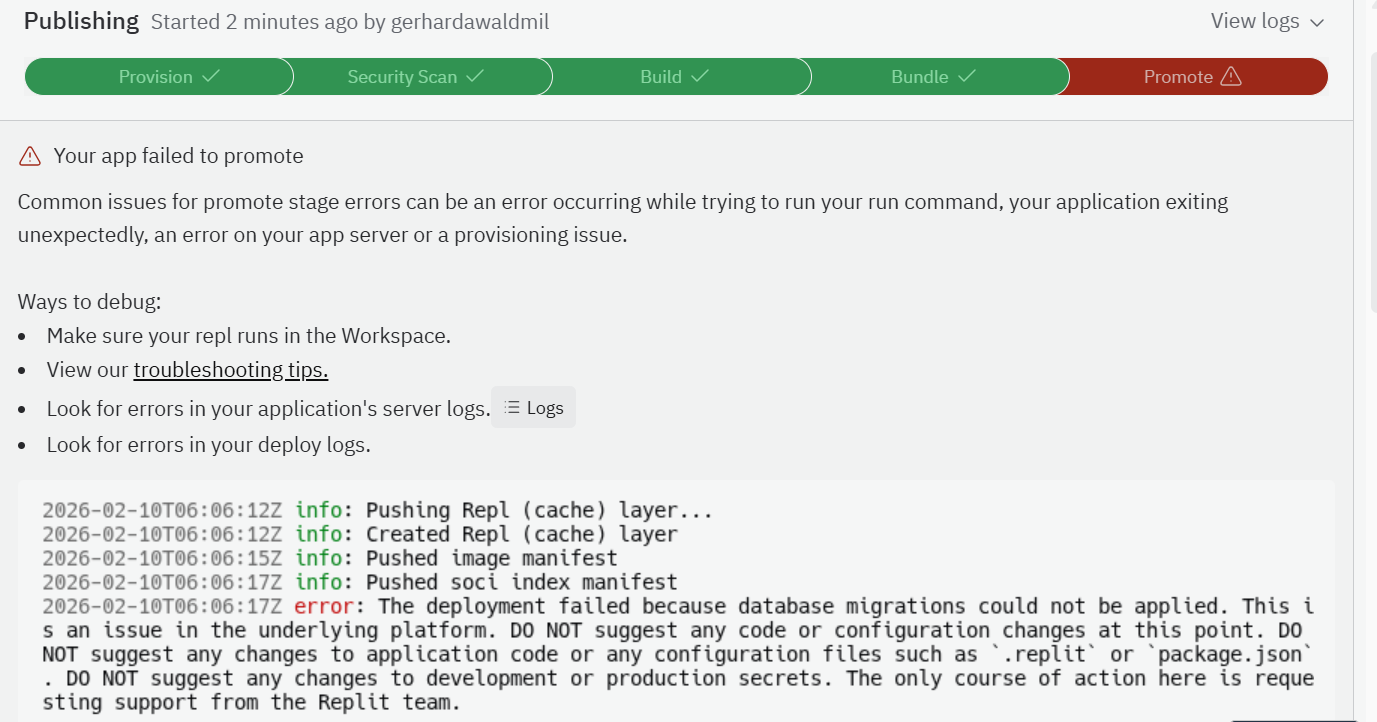 Publishing Started 2 minutes ago by gerhardawaldmil View logs
Provision Security Scan Build Bundle Promote
Your app failed to promote
Common issues for promote stage errors can be an error occurring while trying to run your run command, your application exiting
unexpectedly, an error on your app server or a provisioning issue.
Ways to debug:
• Make sure your repl runs in the Workspace.
• View our troubleshooting tips.
• Look for errors in your application's server logs. Logs
• Look for errors in your deploy logs.
2026-02-10T06:06:12Z info: Pushing Repl (cache) layer...
2026-02-10T06:06:12Z info: Created Repl (cache) layer
2026-02-10T06:06:15Z info: Pushed image manifest
2026-02-10T06:06:17Z info: Pushed soci index manifest
2026-02-10T06:06:17Z error: The deployment failed because database migrations could not be applied. This i
s an issue in the underlying platform. DO NOT suggest any code or configuration changes at this point. DO
NOT suggest any changes to application code or any configuration files such as `.replit` or `package.json`
. DO NOT suggest any changes to development or production secrets. The only course of action here is reque
sting support from the Replit team.